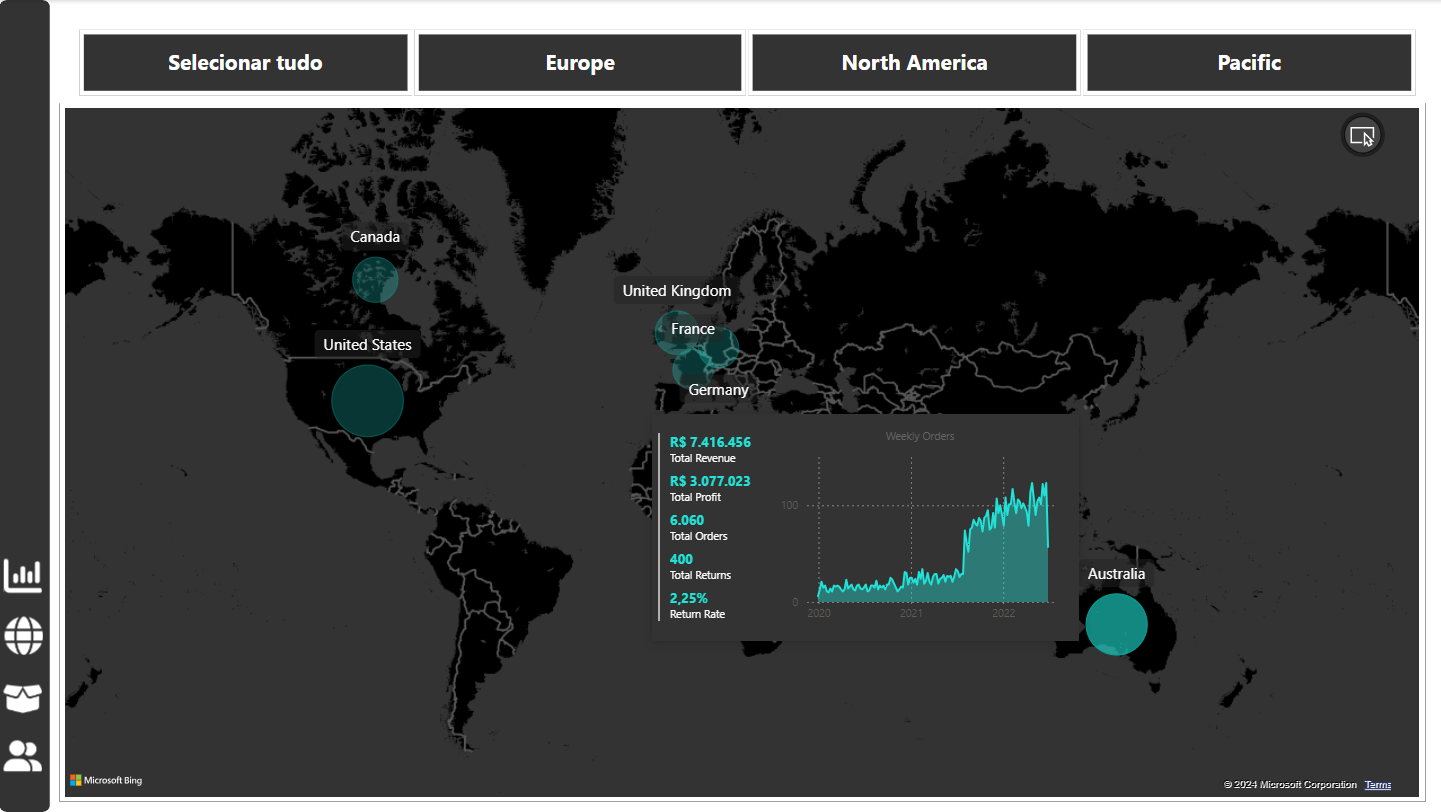 Selecionar tudo
Europe
North America
Pacific
Canada
United Kingdom
France
United States
Germany
R$ 7.416.456
Total Revenue
R$ 3.077.023
Total Profit
6.060
Total Orders
400
Total Returns
2,25%
Return Rate
Weekly Orders
100
0
2020
2021
2022
Australia
Microsoft Bing
© 2024 Microsoft Corporation Terms